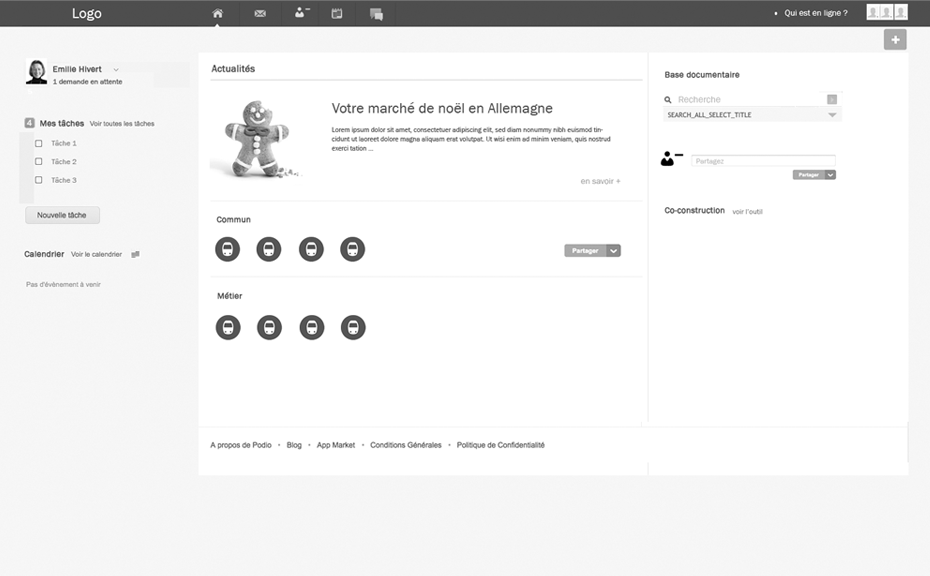 Logo
Qui est en ligne ?
Emilie Hivert
1 demande en attente
4 Mes tâches Voir toutes les tâches
Tâche 1
Tâche 2
Tâche 3
Nouvelle tâche
Calendrier Voir le calendrier
Pas d'évènement à venir
Actualités
Votre marché de noël en Allemagne
Lorem ipsum dolor sit amet, consectetuer adipiscing elit, sed diam nonummy nibh euismod tin-
cidunt ut laoreet dolore magna aliquam erat volutpat. Ut wisi enim ad minim veniam, quis nostrud
exerci tation ...
en savoir +
Commun
Partager
Métier
Base documentaire
Recherche
SEARCH_ALL_SELECT_TITLE
Partagez
Partager
Co-construction voir l'outil
A propos de Podio • Blog • App Market • Conditions Générales • Politique de Confidentialité